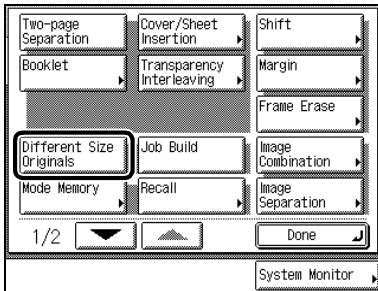 Two-page
Separation
Cover/Sheet
Insertion
Shift
Booklet
Transparency
Interleaving
Margin
Frame Erase
Different Size
Originals
Job Build
Image
Combination
Mode Memory
Recall
Image
Separation
1/2
Done
System Monitor